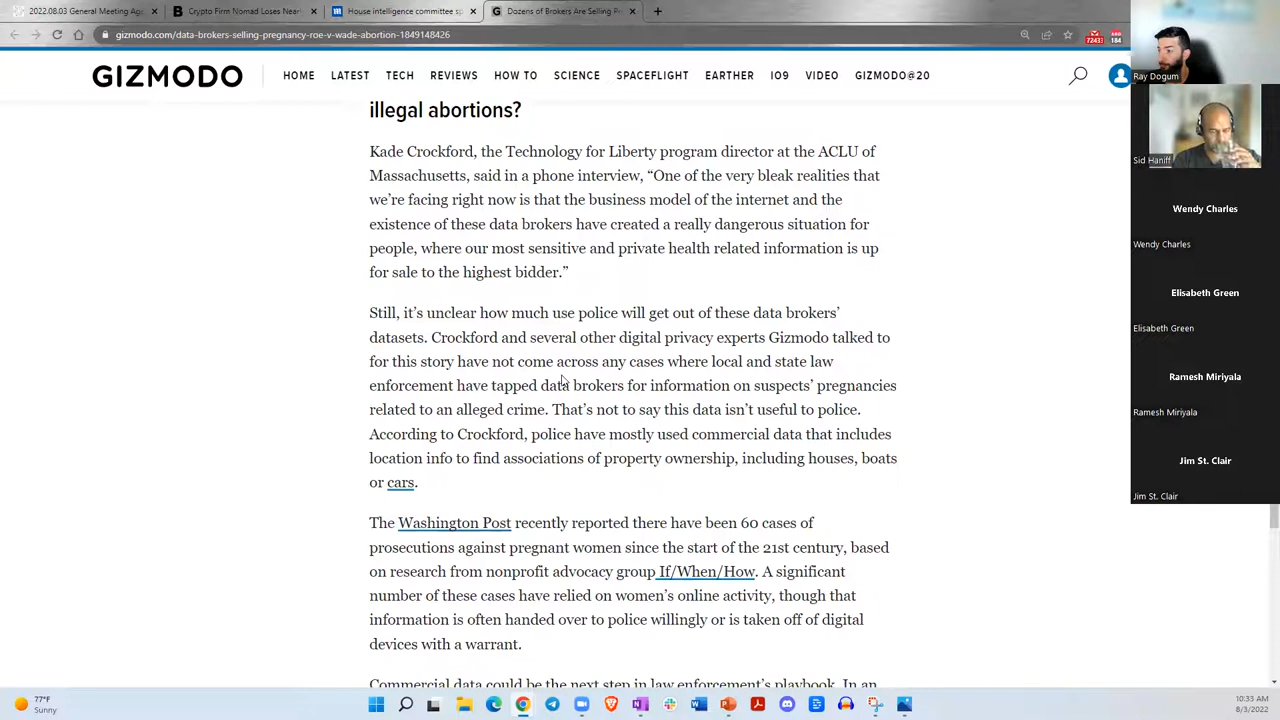 2022.08.03 General Meeting Ag
Crypto Firm Nomad Loses Near
House intelligence committee s
Dozens of Brokers Are Selling P
gizmodo.com/data-brokers-selling-pregnancy-roe-v-wade-abortion-1849148426
184
GIZMODO
HOME LATEST TECH REVIEWS HOW TO SCIENCE SPACEFLIGHT EARTHER IO9 VIDEO GIZMODO@20
illegal abortions?
Kade Crockford, the Technology for Liberty program director at the ACLU of
Massachusetts, said in a phone interview, “One of the very bleak realities that
we’re facing right now is that the business model of the internet and the
existence of these data brokers have created a really dangerous situation for
people, where our most sensitive and private health related information is up
for sale to the highest bidder.”
Still, it’s unclear how much use police will get out of these data brokers’
datasets. Crockford and several other digital privacy experts Gizmodo talked to
for this story have not come across any cases where local and state law
enforcement have tapped data brokers for information on suspects’ pregnancies
related to an alleged crime. That’s not to say this data isn’t useful to police.
According to Crockford, police have mostly used commercial data that includes
location info to find associations of property ownership, including houses, boats
or cars.
The Washington Post recently reported there have been 60 cases of
prosecutions against pregnant women since the start of the 21st century, based
on research from nonprofit advocacy group If/When/How. A significant
number of these cases have relied on women’s online activity, though that
information is often handed over to police willingly or is taken off of digital
devices with a warrant.
Commercial data could be the next step in law enforcement’s playbook. In an
Ray Dogum
Sid Haniff
Wendy Charles
Wendy Charles
Elisabeth Green
Elisabeth Green
Ramesh Miriyala
Ramesh Miriyala
Jim St. Clair
Jim St. Clair
77°F
Sunny
10:33 AM
8/3/2022